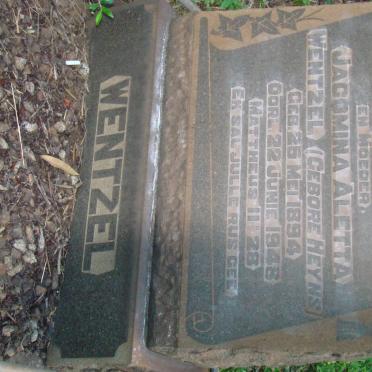 EN MOEDER
JACOMINA ALETTA
WENTZEL (GEBORE HEYNS)
GEB. 23 MEI 1894
OORL. 22 JUNIE 1948
MATTHEUS 11:28
EK SAL JULLE RUS GEE
WENTZEL